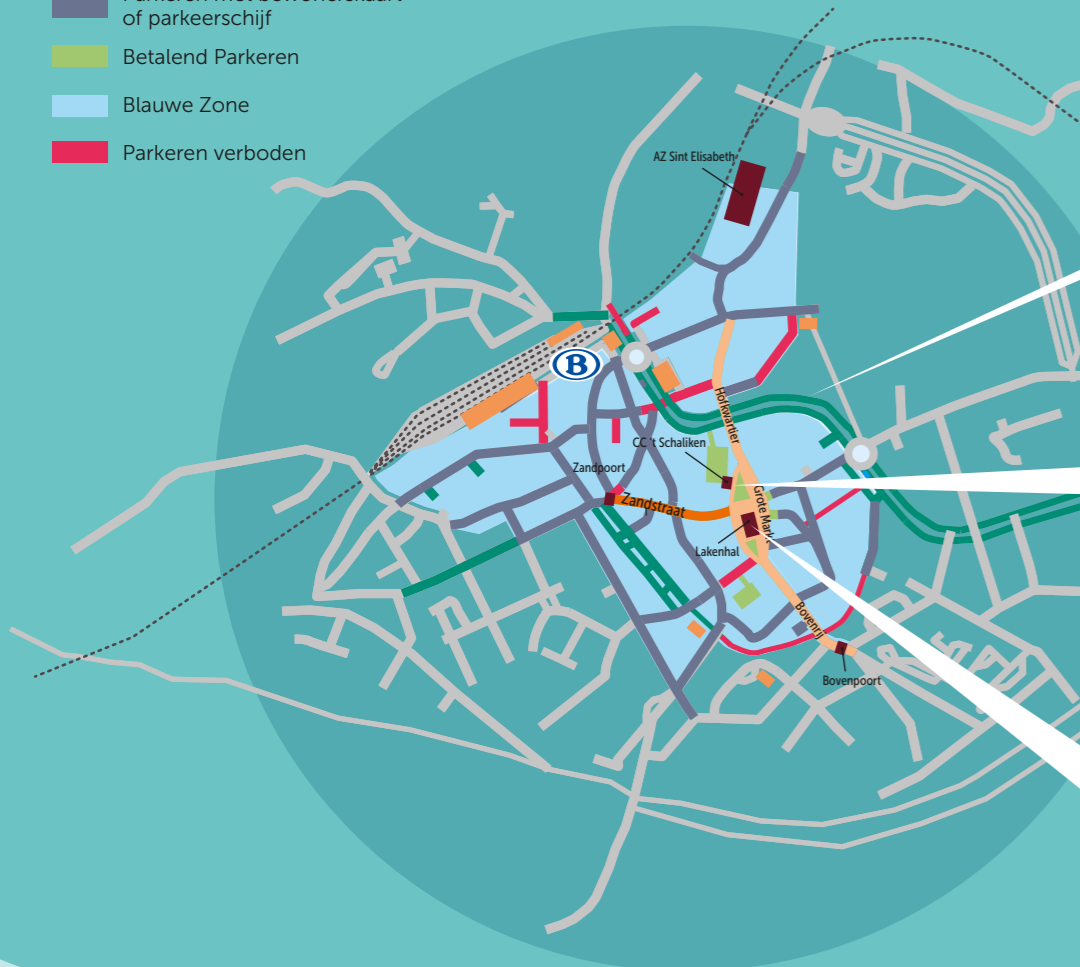 of parkeerschijf
Betalend Parkeren
Blauwe Zone
Parkeren verboden
AZ Sint Elisabeth
B
Hofkwartier
CC 't Schaliken
Zandpoort
Zandstraat
Grote Markt
Lakenhal
Bovenrij
Bovenpoort